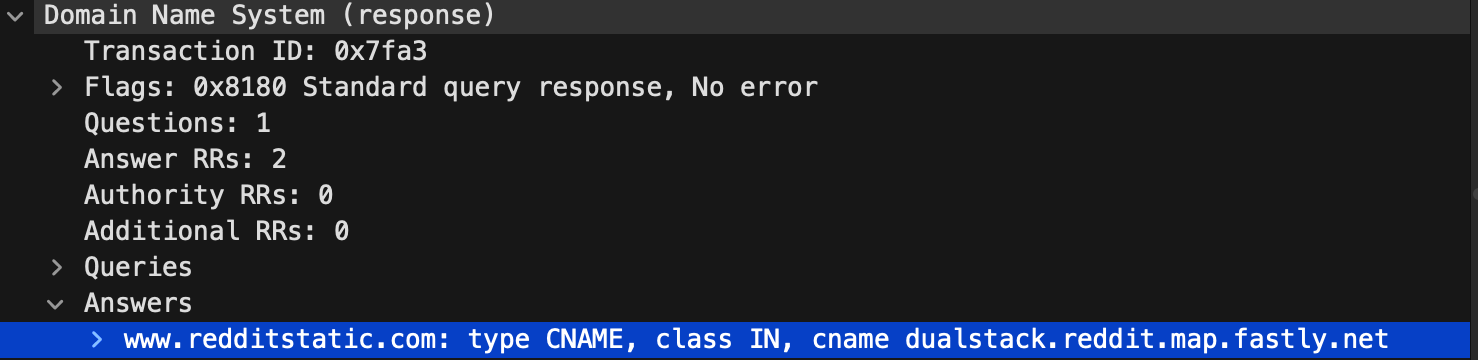 Domain Name System (response)
Transaction ID: 0x7fa3
Flags: 0x8180 Standard query response, No error
Questions: 1
Answer RRs: 2
Authority RRs: 0
Additional RRs: 0
Queries
Answers
www.redditstatic.com: type CNAME, class IN, cname dualstack.reddit.map.fastly.net